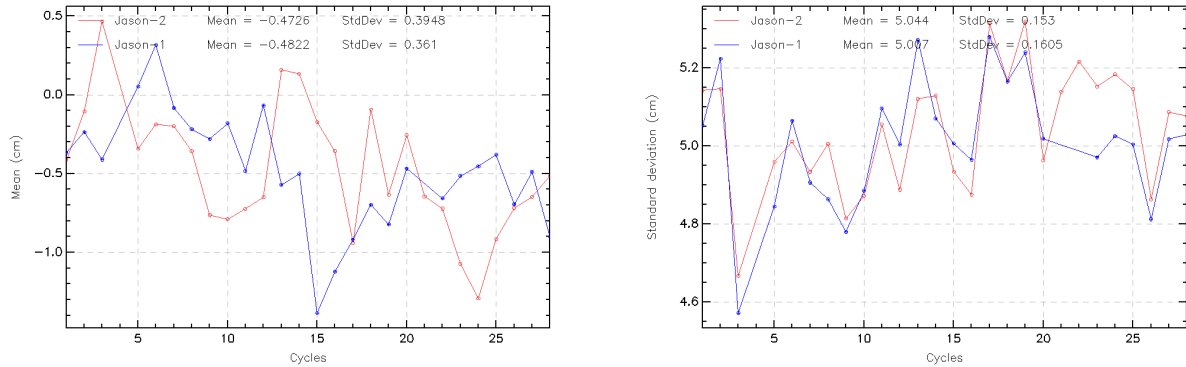 Jason-2 Mean = -0.4726 StdDev = 0.3948
Jason-1 Mean = -0.4822 StdDev = 0.361
0.0
-0.5
-1.0
Mean (cm)
5 10 15 20 25
Cycles
Jason-2 Mean = 5.044 StdDev = 0.153
Jason-1 Mean = 5.007 StdDev = 0.1605
5.2
5.0
4.8
4.6
Standard deviation (cm)
5 10 15 20 25
Cycles